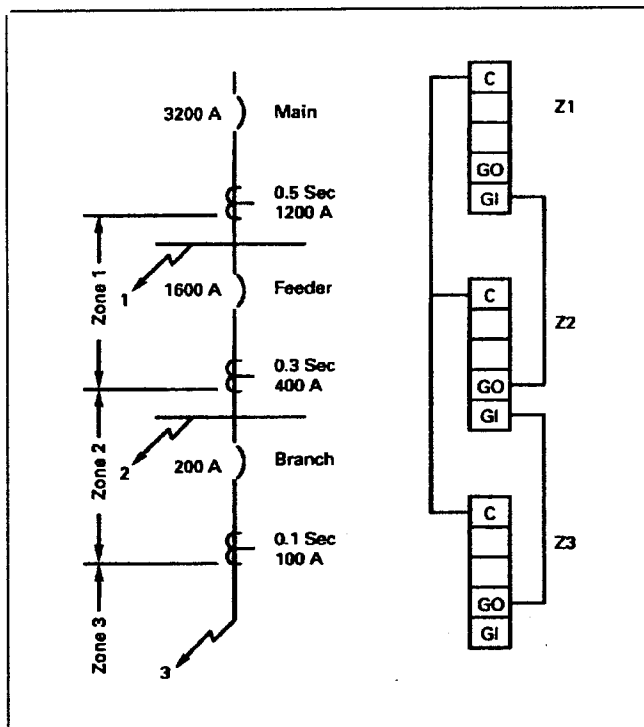 3200 A
Main
0.5 Sec
1200 A
Zone 1
1
1600 A
Feeder
0.3 Sec
400 A
Zone 2
2
200 A
Branch
0.1 Sec
100 A
Zone 3
3
C
Z1
GO
GI
C
Z2
GO
GI
C
Z3
GO
GI